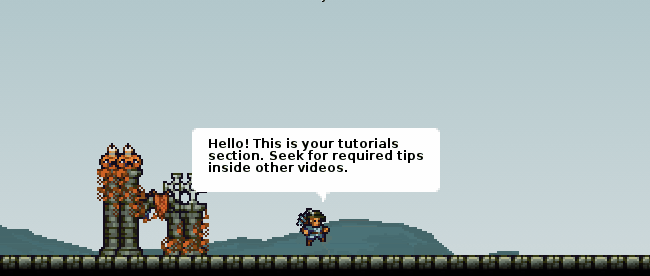 Hello! This is your tutorials
section. Seek for required tips
inside other videos.